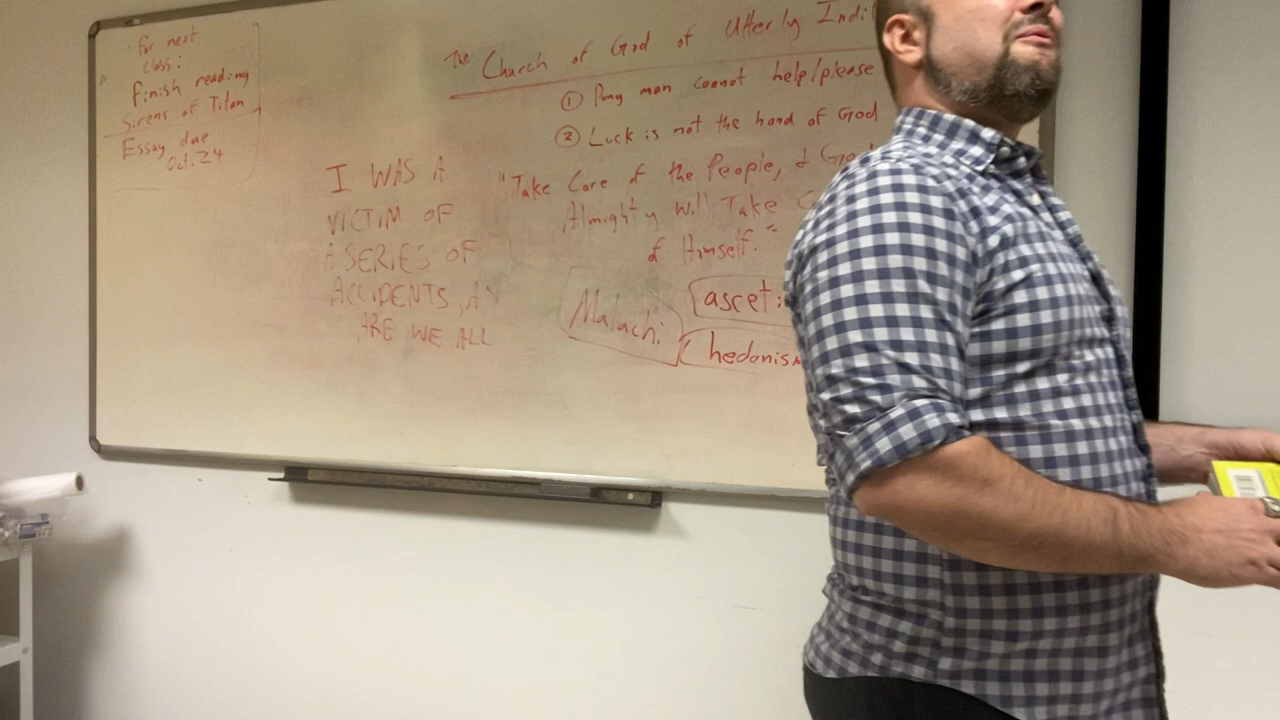 for next
class:
finish reading
Sirens of Titan
Essay due
Oct. 24
The Church of God of Utterly Indi
① Puny man cannot help/please
② Luck is not the hand of God
"Take Care of the People, &
Almighty will Take
of Himself."
I WAS A
VICTIM OF
A SERIES OF
ACCIDENTS, AS
ARE WE ALL
Malachi
asceti
hedonism